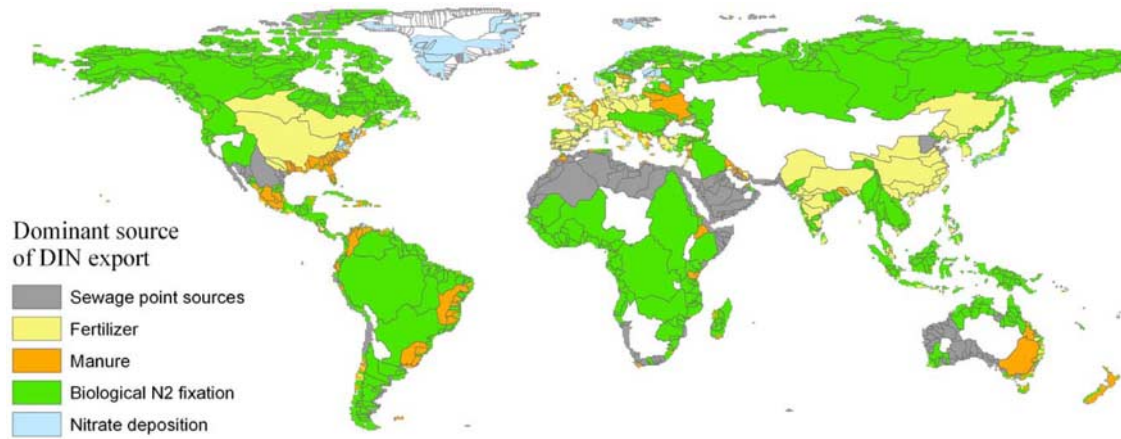 Dominant source
of DIN export
Sewage point sources
Fertilizer
Manure
Biological N2 fixation
Nitrate deposition